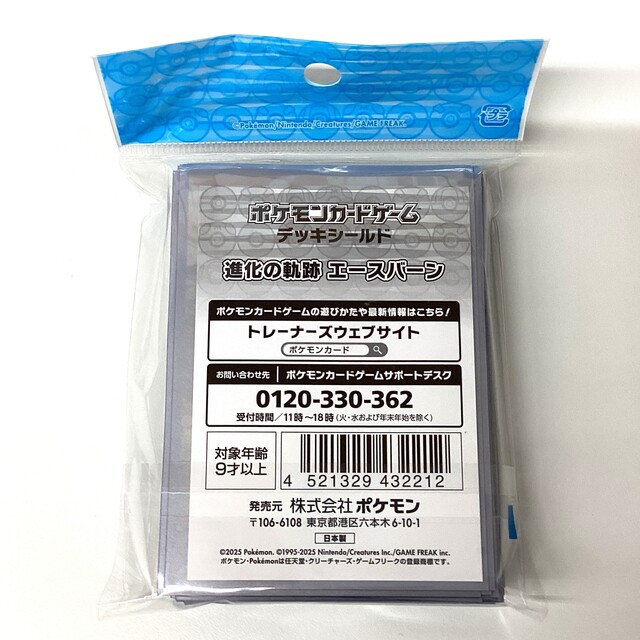 ©Pokémon/Nintendo/Creatures/GAME FREAK
プラ
ポケモンカードゲーム
デッキシールド
進化の軌跡 エースバーン
ポケモンカードゲームの遊びかたや最新情報はこちら!
トレーナーズウェブサイト
ポケモンカード
お問い合わせ先 ポケモンカードゲームサポートデスク
0120-330-362
受付時間/11時～18時(火・水および年末年始を除く)
対象年齢
9才以上
4 521329 432212
発売元 株式会社ポケモン
〒106-6108 東京都港区六本木6-10-1
日本製
©2025 Pokémon. ©1995-2025 Nintendo/Creatures Inc./GAME FREAK inc.
ポケモン・Pokémonは任天堂・クリーチャーズ・ゲームフリークの登録商標です。